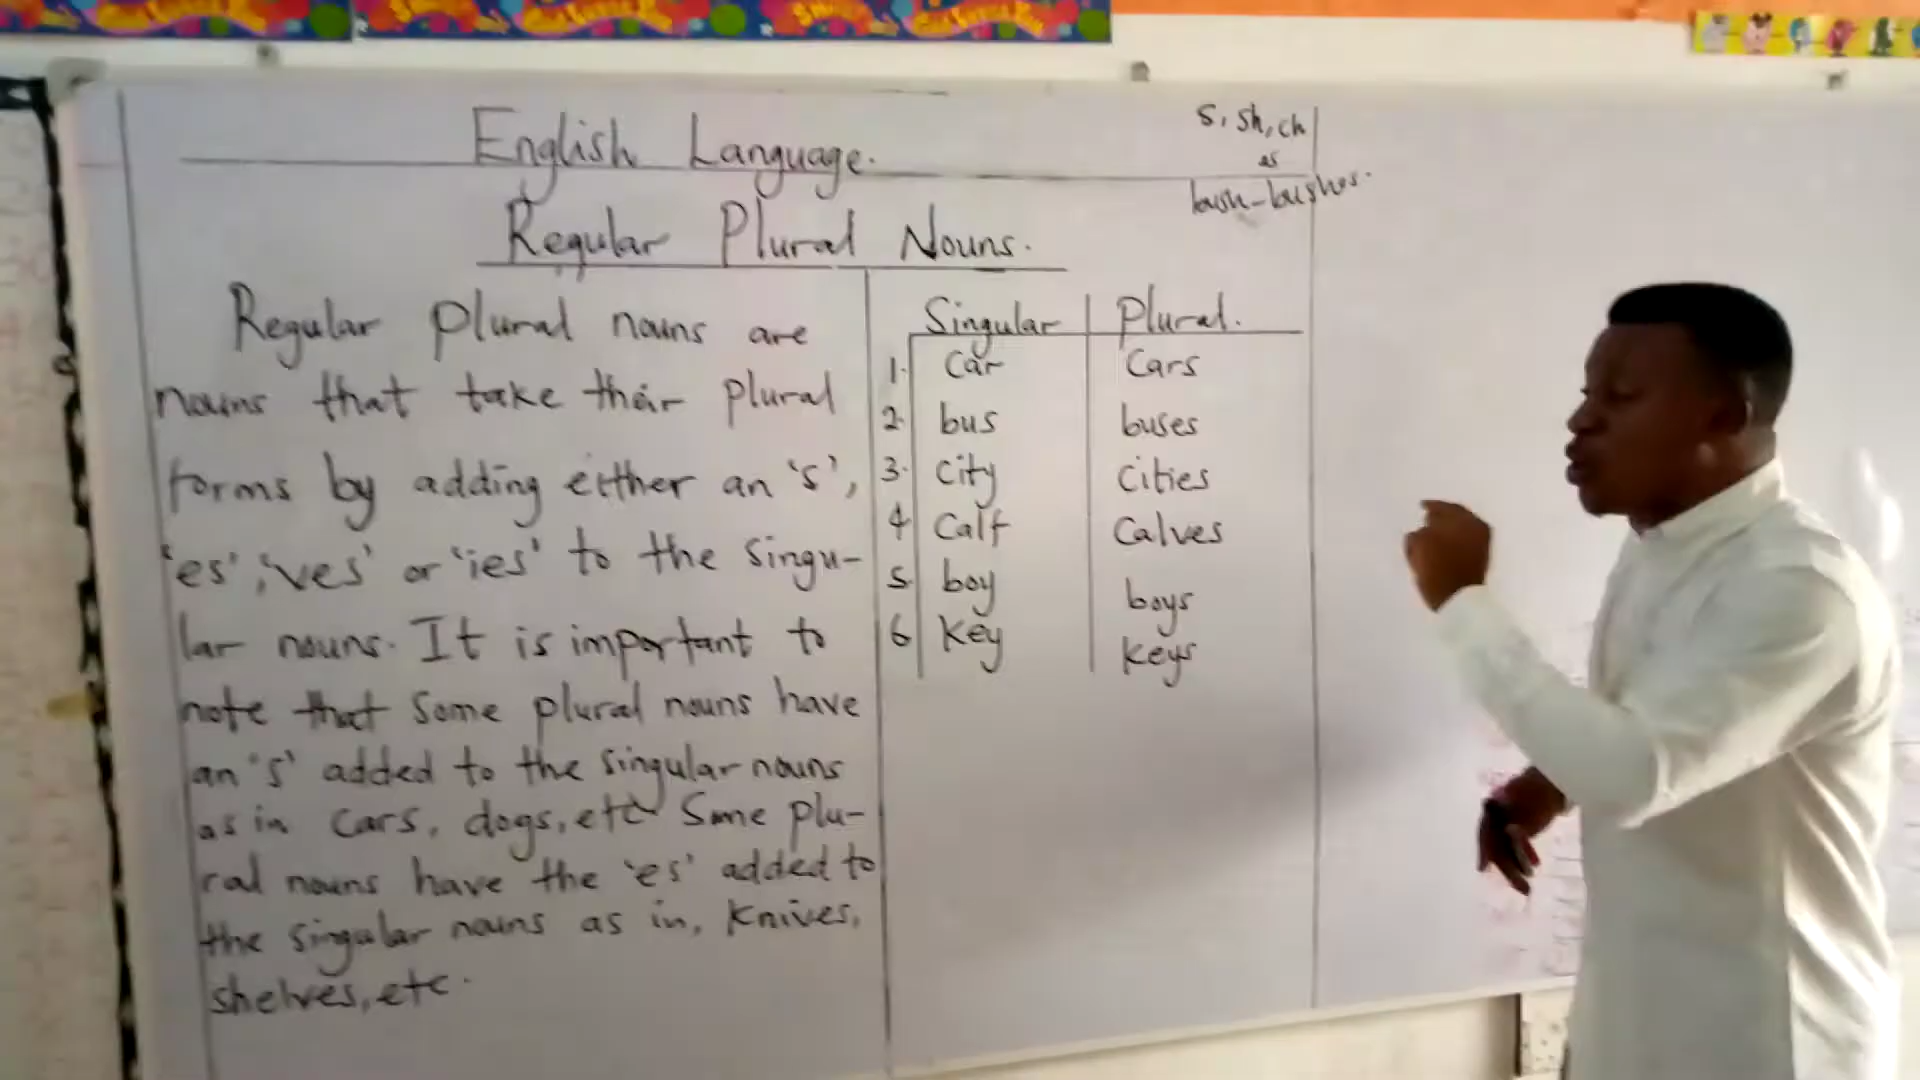 English Language.
s, sh, ch
as
bush-bushes.
Regular Plural Nouns.
Regular plural nouns are
nouns that take their plural
forms by adding either an 's',
'es', 'ves' or 'ies' to the singu-
lar nouns. It is important to
note that some plural nouns have
an 's' added to the singular nouns
as in cars, dogs, etc Some plu-
ral nouns have the 'es' added to
the singular nouns as in, knives,
shelves, etc.
Singular Plural.
1. Car Cars
2. bus buses
3. City Cities
4 Calf Calves
5. boy boys
6 Key keys